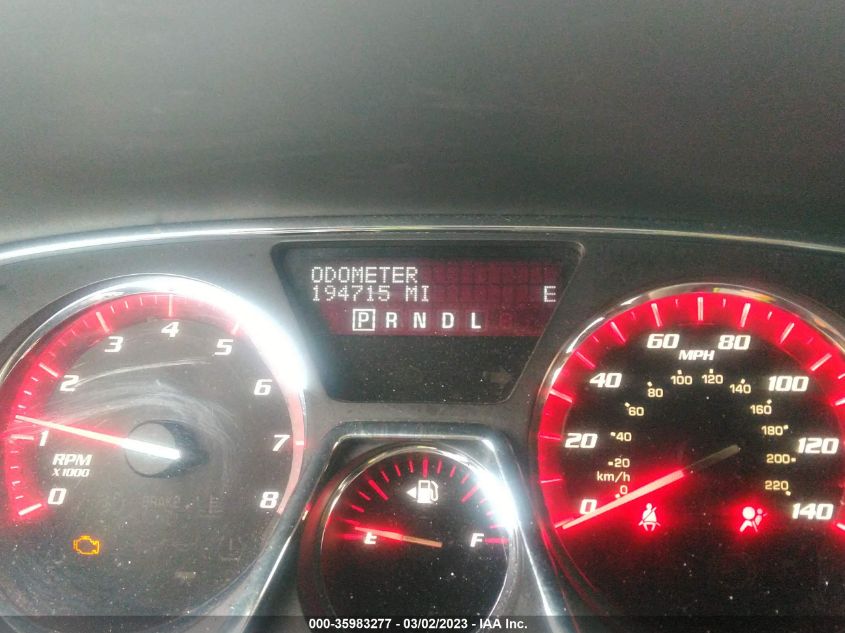 ODOMETER
194715 MI E
P R N D L
0 1 2 3 4 5 6 7 8
RPM
X 1000
BRAKE
E F
0 20 40 60 80 100 120 140
MPH
0 20 40 60 80 100 120 140 160 180 200 220
km/h
000-35983277 - 03/02/2023 - IAA Inc.